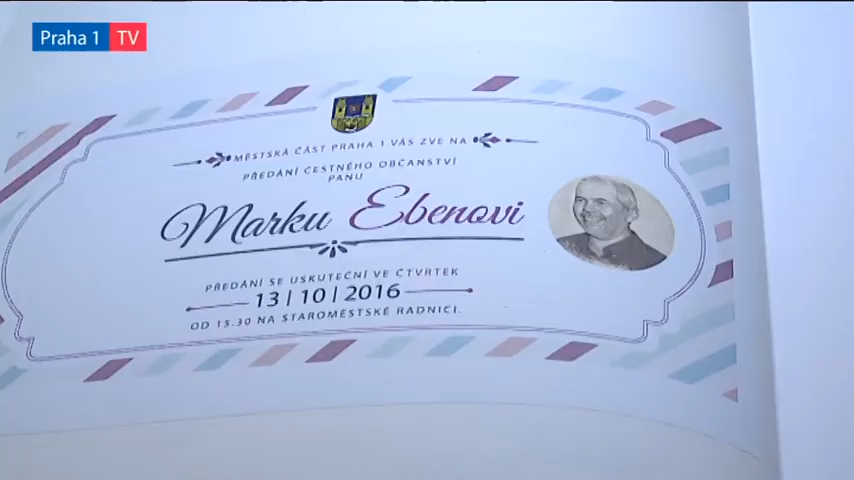 Praha 1 TV
MĚSTSKÁ ČÁST PRAHA 1 VÁS ZVE NA
PŘEDÁNÍ ČESTNÉHO OBČANSTVÍ
PANU
Marku Ebenovi
PŘEDÁNÍ SE USKUTEČNÍ VE ČTVRTEK
13|10|2016
OD 15.30 NA STAROMĚSTSKÉ RADNICI.